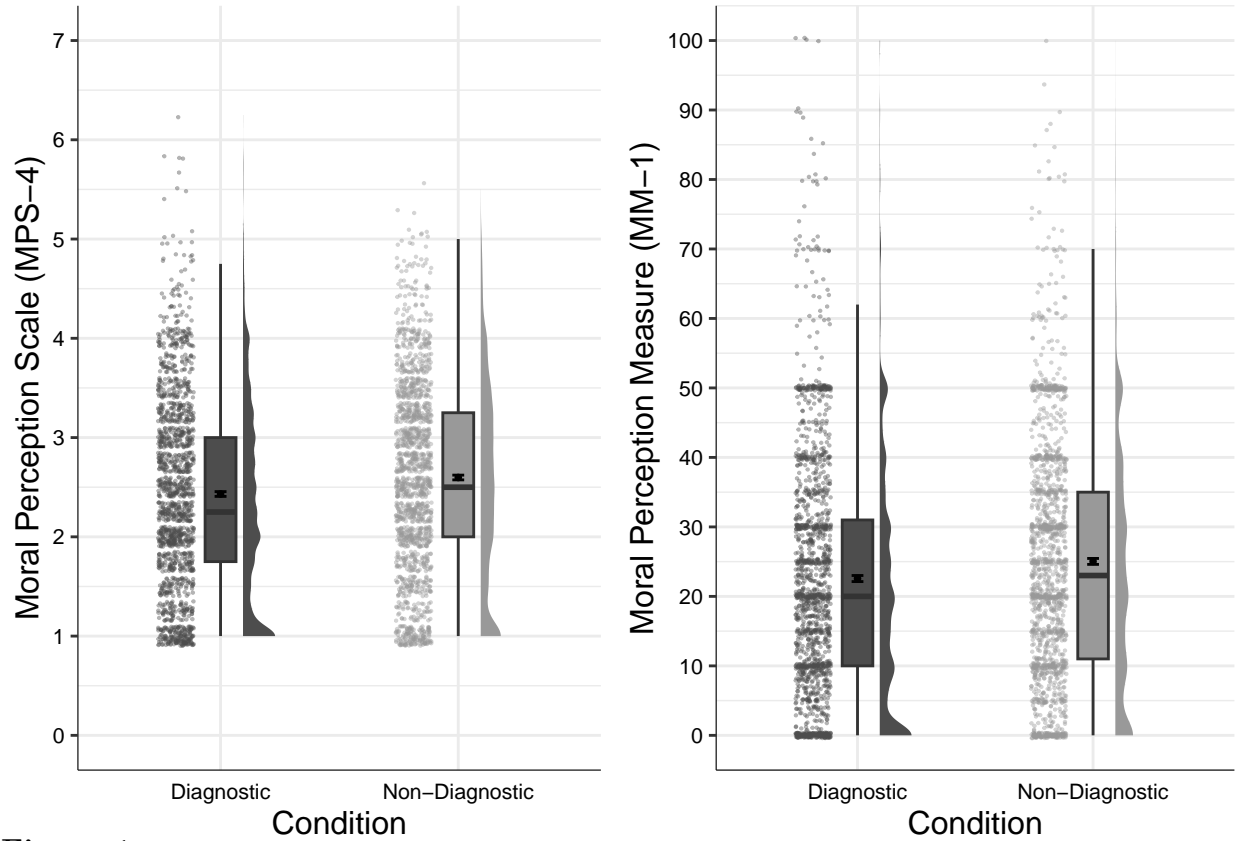 Moral Perception Scale (MPS−4)
7
6
5
4
3
2
1
0
Diagnostic
Non−Diagnostic
Condition
Moral Perception Measure (MM−1)
100
90
80
70
60
50
40
30
20
10
0
Diagnostic
Non−Diagnostic
Condition